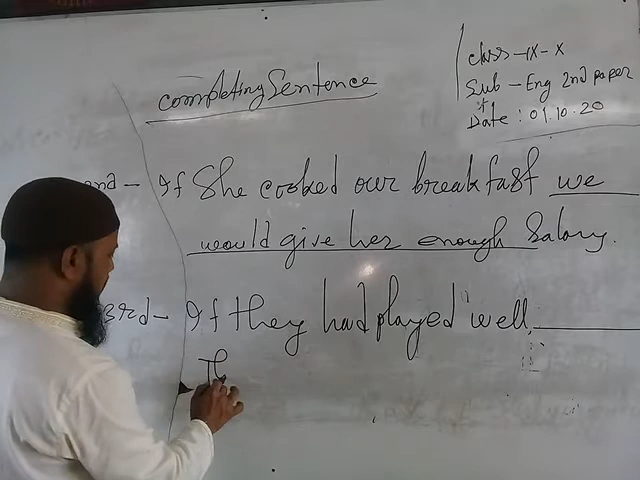 class-IX-X
Sub - Eng 2nd paper
Date : 01.10.20
Completing Sentence
2nd - If She cooked our breakfast we
would give her enough Salary.
3rd - If they had played well